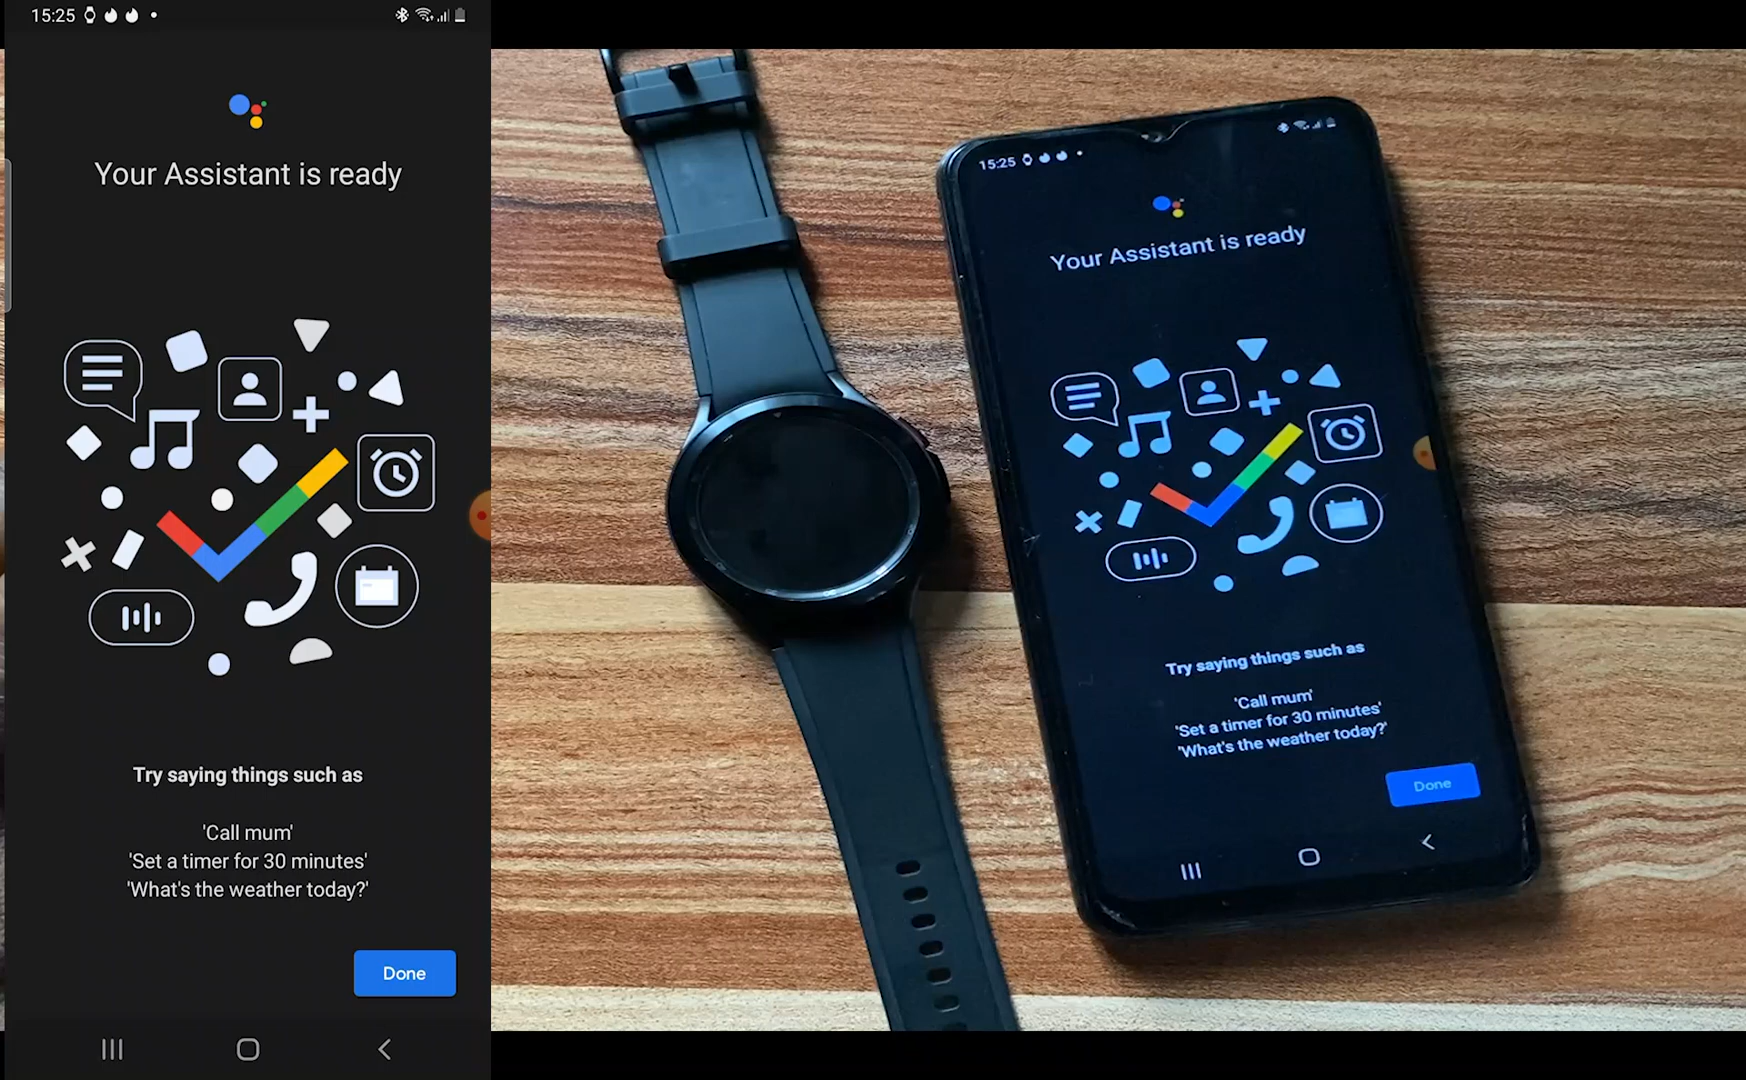 15:25
Your Assistant is ready
Try saying things such as
'Call mum'
'Set a timer for 30 minutes'
'What's the weather today?'
Done
15:25
Your Assistant is ready
Try saying things such as
'Call mum'
'Set a timer for 30 minutes'
'What's the weather today?'
Done